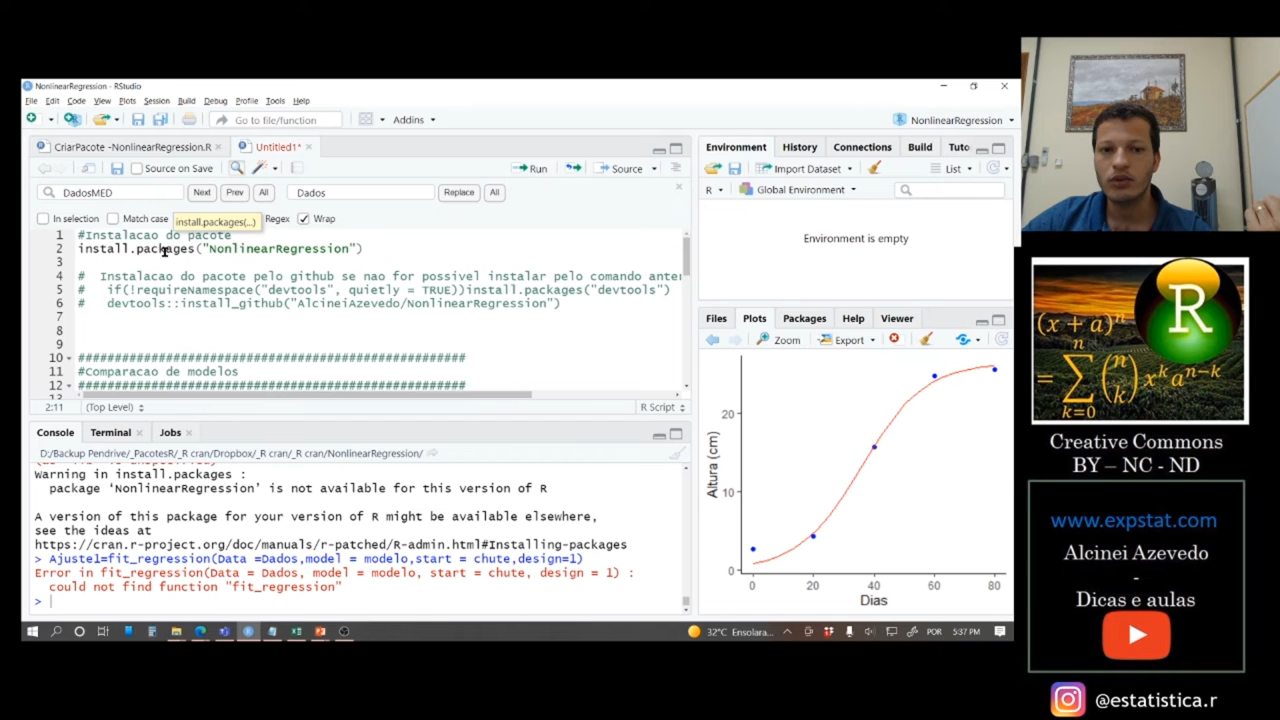 NonlinearRegression - RStudio
File Edit Code View Plots Session Build Debug Profile Tools Help
Go to file/function Addins NonlinearRegression
CriarPacote -NonlinearRegression.R Untitled1*
Source on Save Run Source
DadosMED Next Prev All Dados Replace All
In selection Match case Regex Wrap
install.packages(...)
1 #Instalacao do pacote
2 install.packages("NonlinearRegression")
3
4 # Instalacao do pacote pelo github se nao for possivel instalar pelo comando anter
5 # if(!requireNamespace("devtools", quietly = TRUE))install.packages("devtools")
6 # devtools::install_github("AlcineiAzevedo/NonlinearRegression")
7
8
9
10 #####################################################
11 #Comparacao de modelos
12 #####################################################
13
2:11 (Top Level) R Script
Console Terminal Jobs
D:/Backup Pendrive/_PacotesR/_R cran/Dropbox/_R cran/_R cran/NonlinearRegression/
Warning in install.packages :
package ‘NonlinearRegression’ is not available for this version of R
A version of this package for your version of R might be available elsewhere,
see the ideas at
https://cran.r-project.org/doc/manuals/r-patched/R-admin.html#Installing-packages
> Ajuste1=fit_regression(Data =Dados,model = modelo,start = chute,design=1)
Error in fit_regression(Data = Dados, model = modelo, start = chute, design = 1) :
could not find function "fit_regression"
>
Environment History Connections Build Tuto
Import Dataset List
R Global Environment
Environment is empty
Files Plots Packages Help Viewer
Zoom Export
Altura (cm)
20
10
0
0 20 40 60 80
Dias
32°C Ensolara... POR 5:37 PM
R
(x + a)^n
= ∑ n k=0 (n k) x^k a^n−k
Creative Commons
BY – NC - ND
www.expstat.com
Alcinei Azevedo
-
Dicas e aulas
@estatistica.r